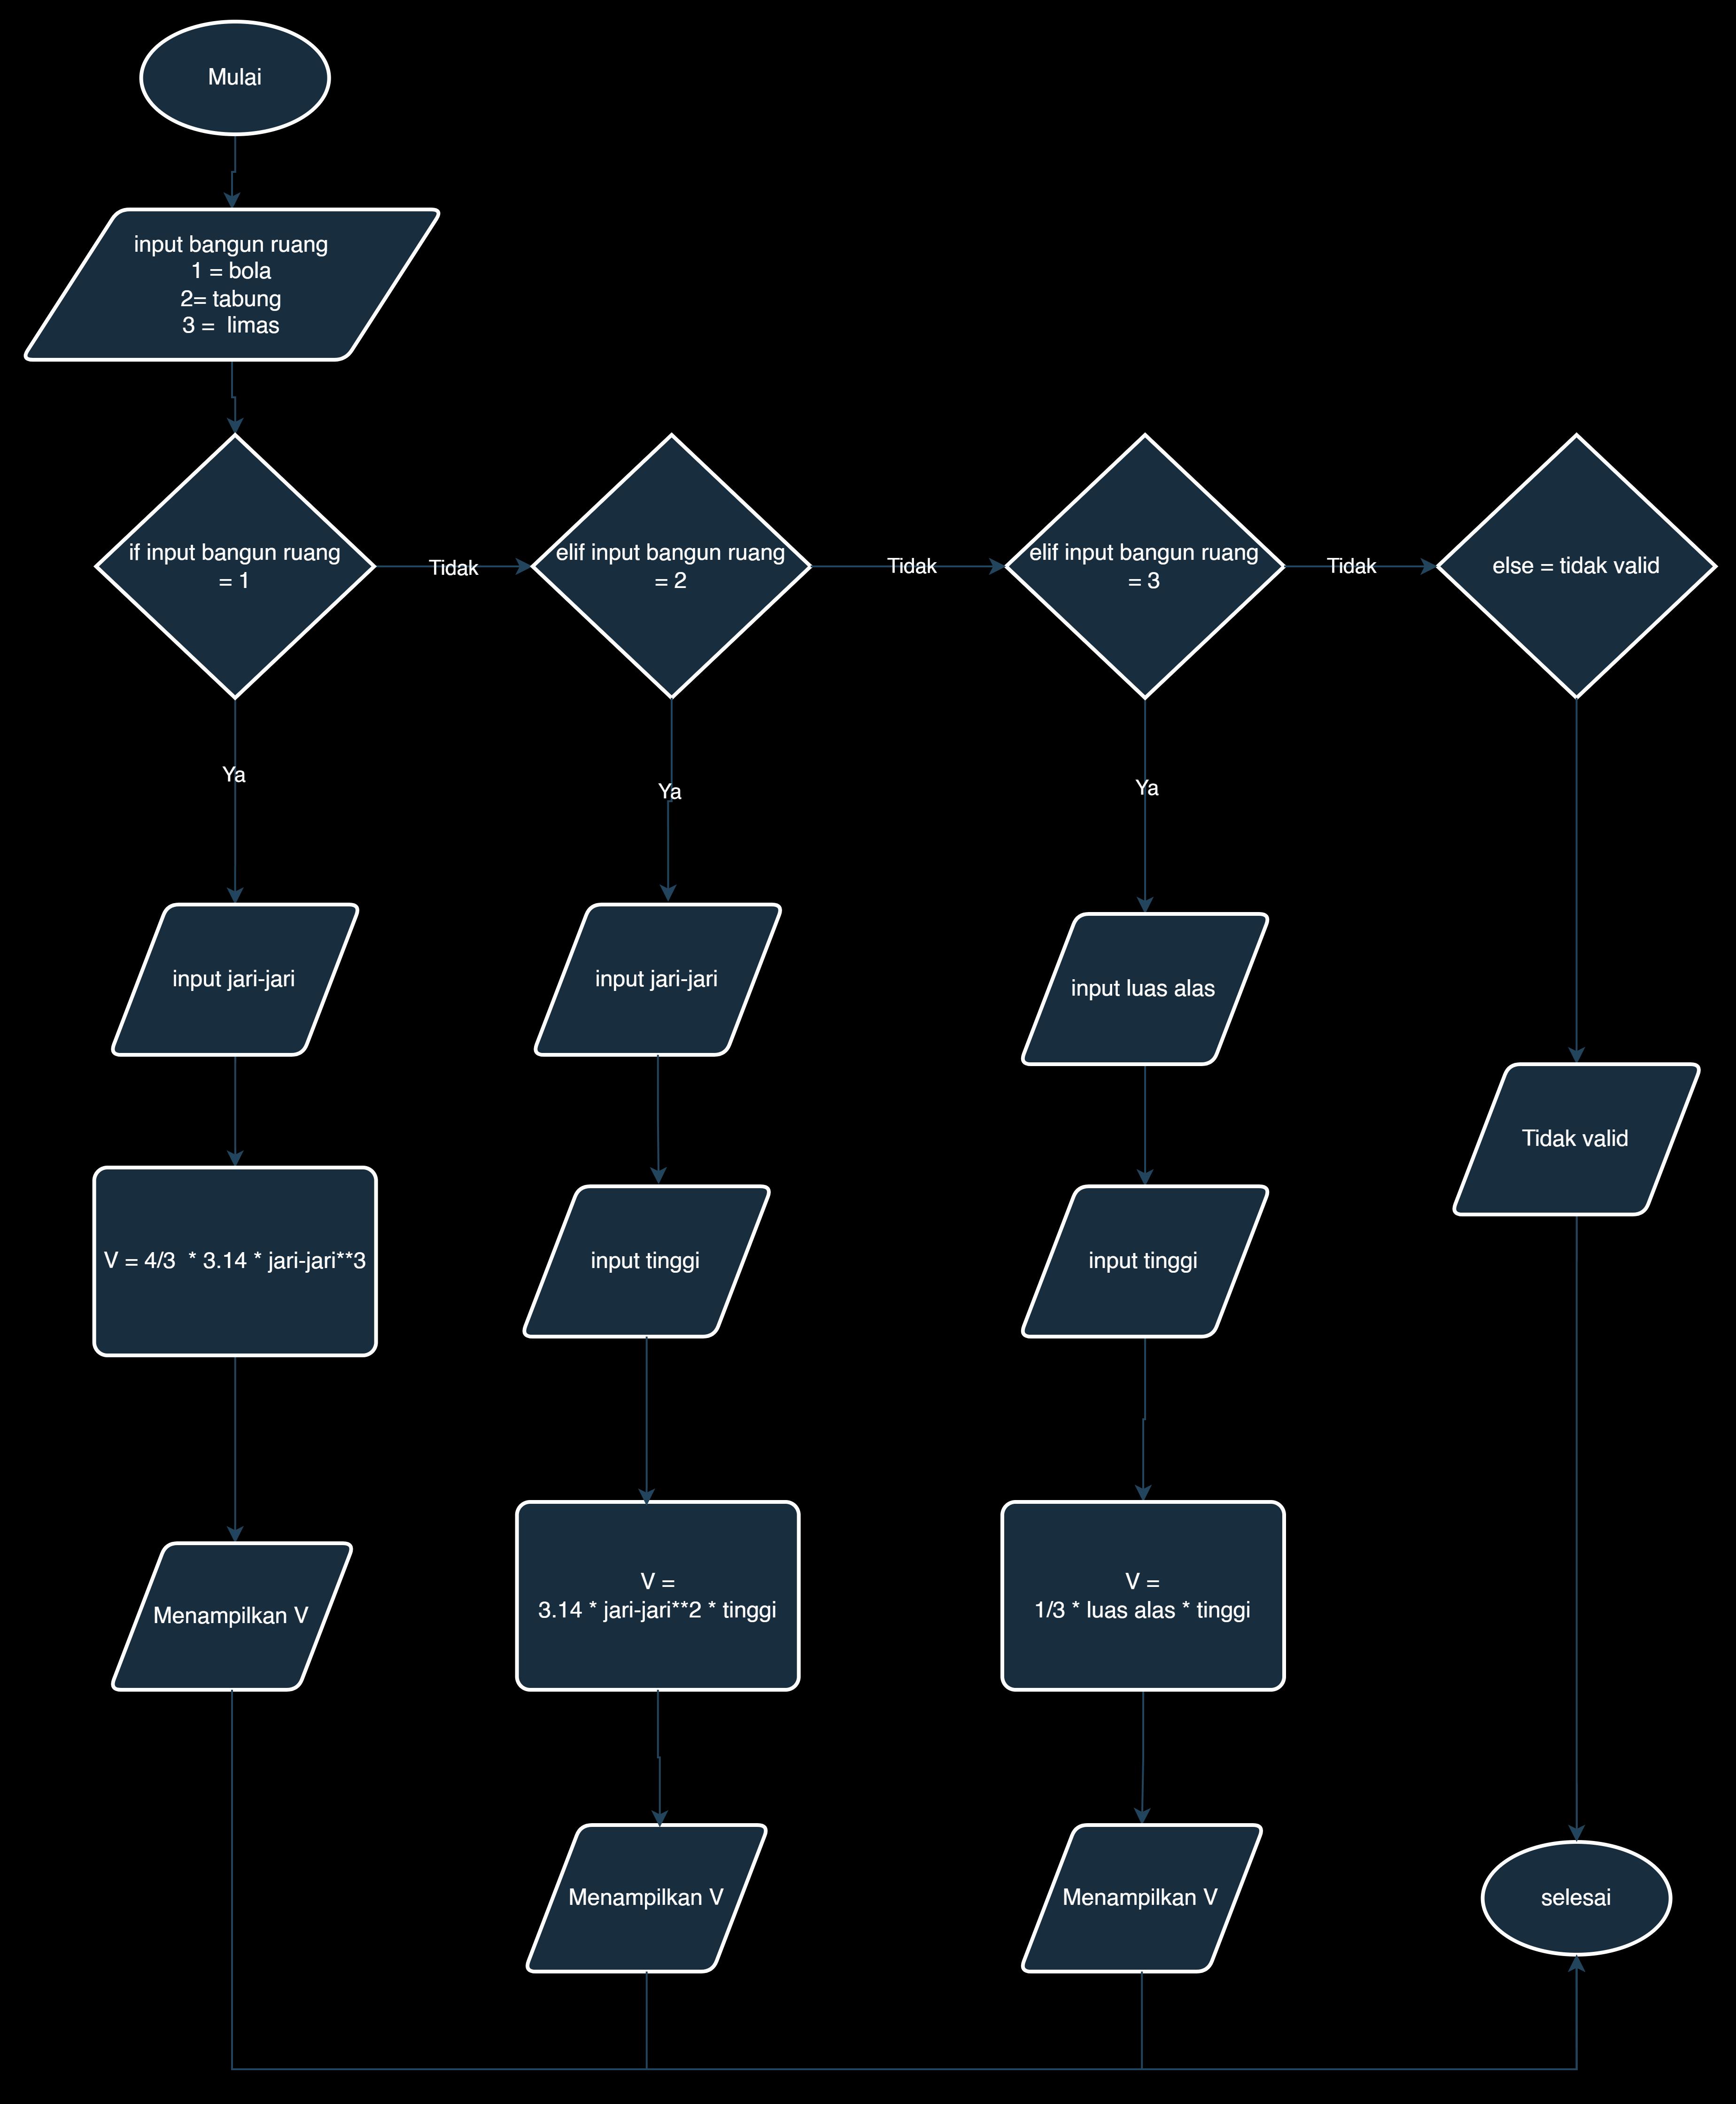 Mulai
input bangun ruang
1 = bola
2= tabung
3 =  limas
if input bangun ruang
= 1
Tidak
elif input bangun ruang
= 2
Tidak
elif input bangun ruang
= 3
Tidak
else = tidak valid
Ya
Ya
Ya
input jari-jari
input jari-jari
input luas alas
Tidak valid
V = 4/3  * 3.14 * jari-jari**3
input tinggi
input tinggi
Menampilkan V
V =
3.14 * jari-jari**2 * tinggi
V =
1/3 * luas alas * tinggi
Menampilkan V
Menampilkan V
selesai